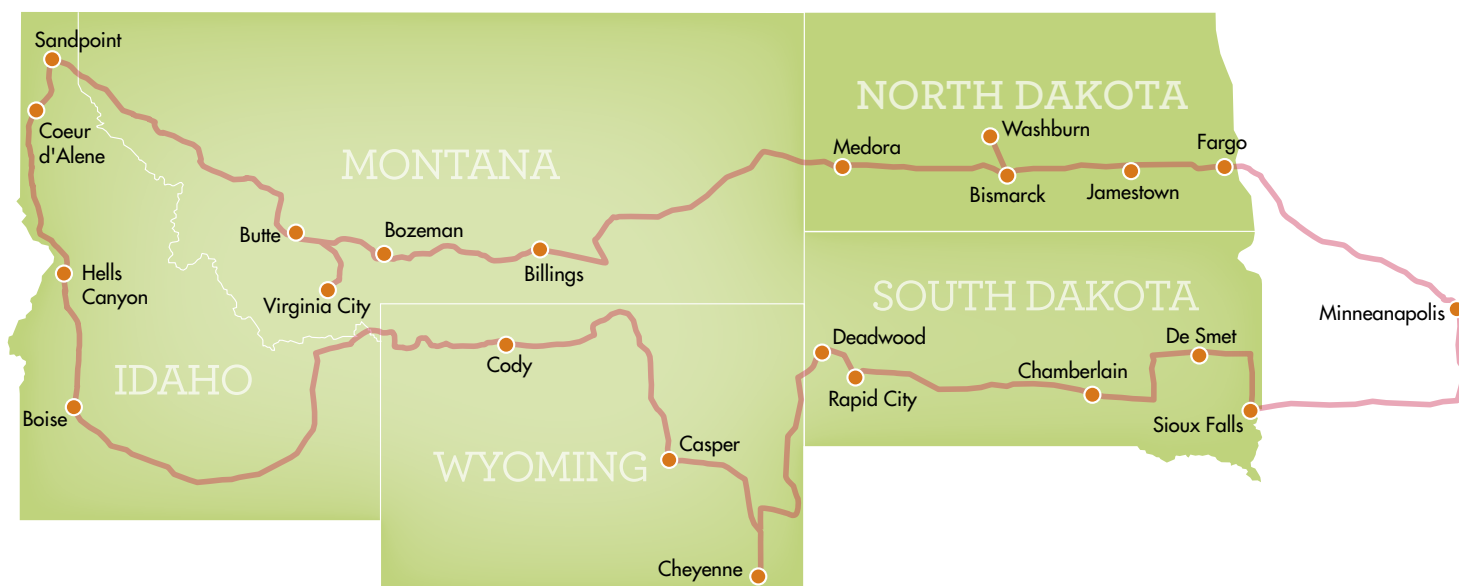 Sandpoint
Coeur
d'Alene
MONTANA
NORTH DAKOTA
Washburn
Medora
Fargo
Bismarck
Jamestown
Butte
Bozeman
Billings
Hells
Canyon
Virginia City
SOUTH DAKOTA
Minneanapolis
Deadwood
De Smet
Cody
Chamberlain
IDAHO
Rapid City
Boise
Sioux Falls
Casper
WYOMING
Cheyenne